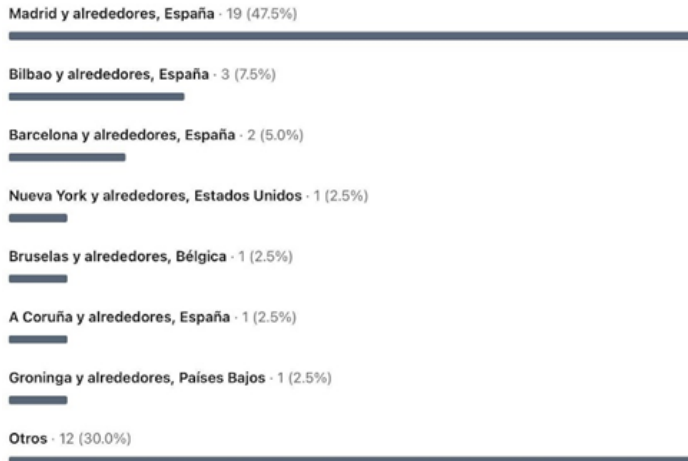 Madrid y alrededores, España · 19 (47.5%)
Bilbao y alrededores, España · 3 (7.5%)
Barcelona y alrededores, España · 2 (5.0%)
Nueva York y alrededores, Estados Unidos · 1 (2.5%)
Bruselas y alrededores, Bélgica · 1 (2.5%)
A Coruña y alrededores, España · 1 (2.5%)
Groninga y alrededores, Países Bajos · 1 (2.5%)
Otros · 12 (30.0%)